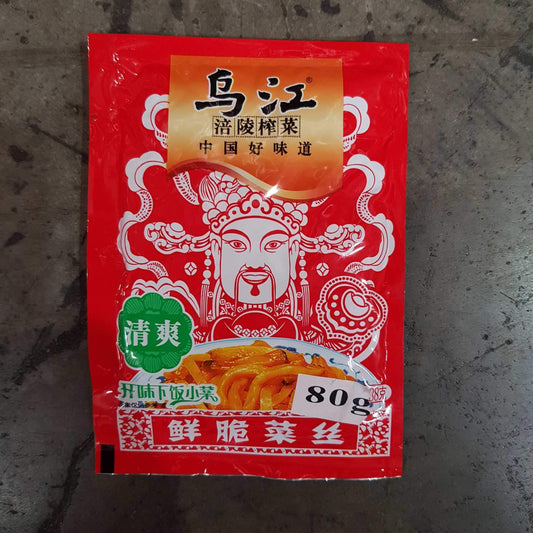 乌江®
涪陵榨菜
中国好味道
清爽
开味下饭小菜
80g
鲜脆菜丝